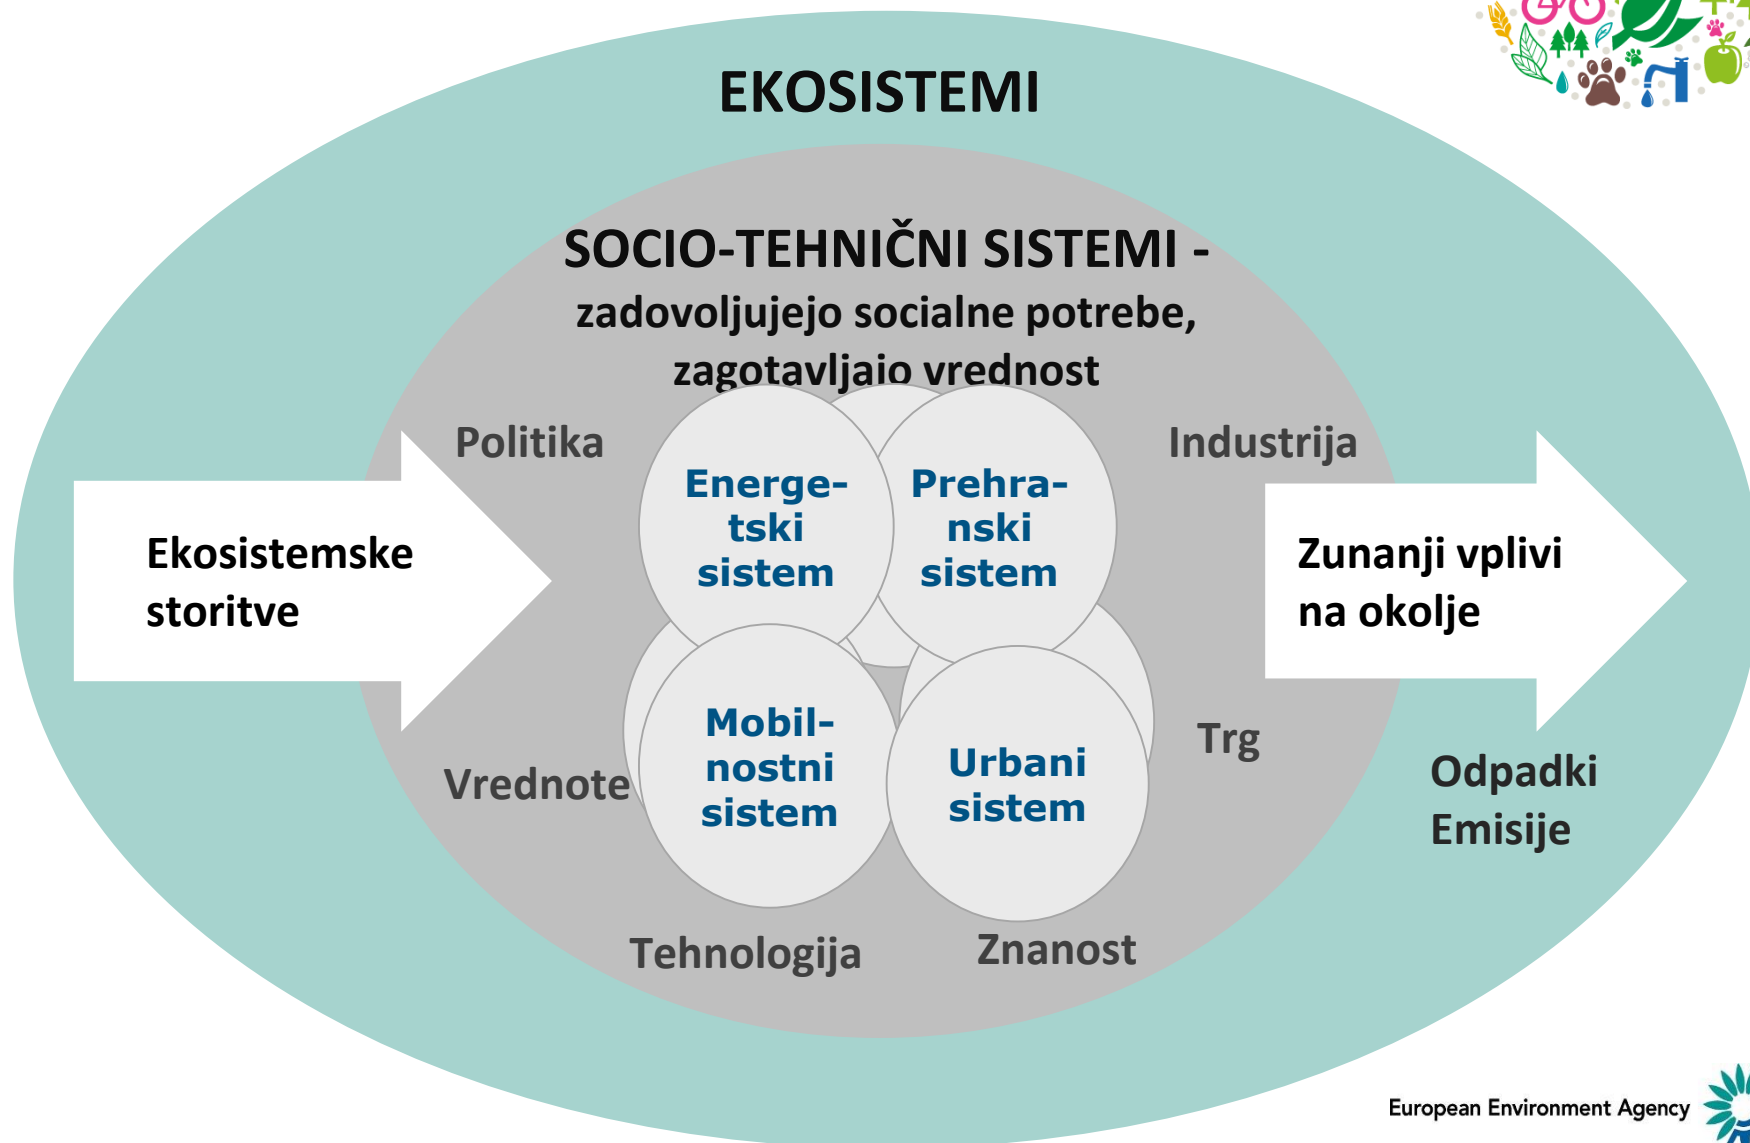 EKOSISTEMI
SOCIO-TEHNIČNI SISTEMI -
zadovoljujejo socialne potrebe,
zagotavljajo vrednost
Politika
Industrija
Energe-
tski
sistem
Prehra-
nski
sistem
Ekosistemske
storitve
Zunanji vplivi
na okolje
Mobil-
nostni
sistem
Urbani
sistem
Trg
Vrednote
Odpadki
Emisije
Tehnologija
Znanost
European Environment Agency